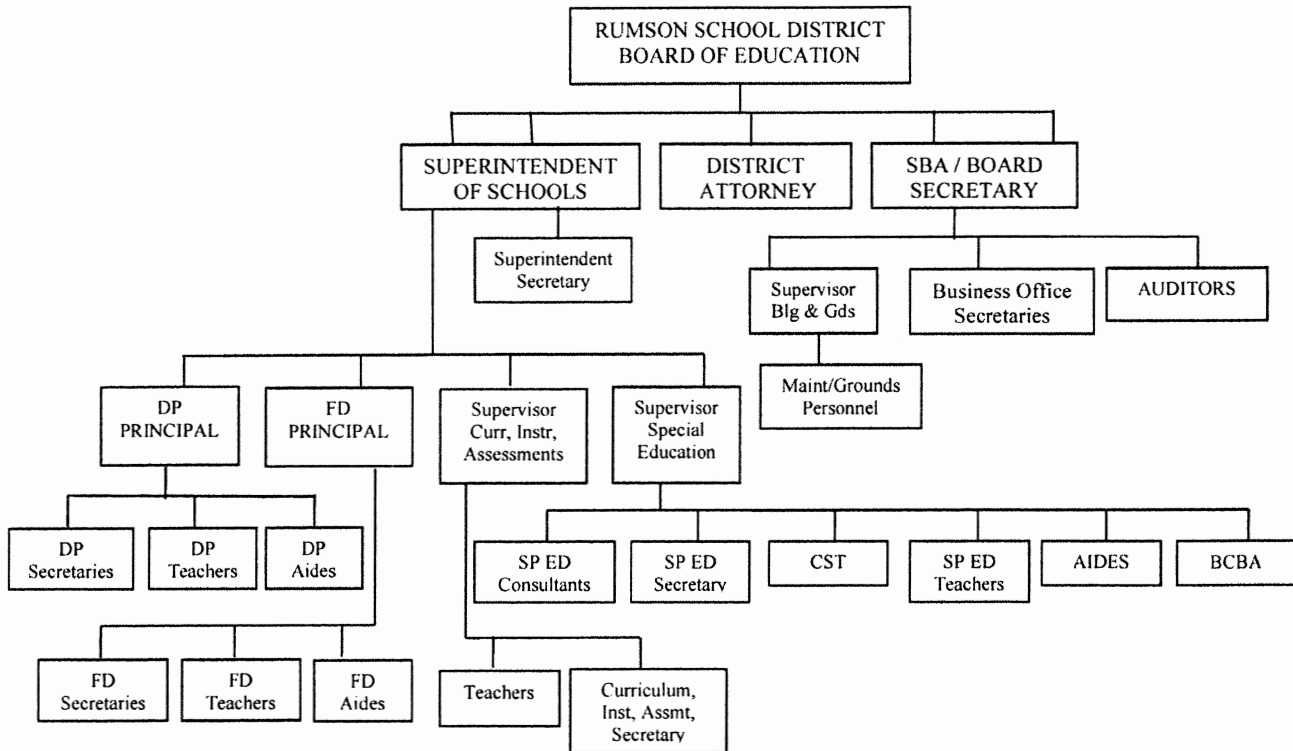 RUMSON SCHOOL DISTRICT
BOARD OF EDUCATION
SUPERINTENDENT
OF SCHOOLS
DISTRICT
ATTORNEY
SBA / BOARD
SECRETARY
Superintendent
Secretary
Supervisor
Blg & Gds
Business Office
Secretaries
AUDITORS
Maint/Grounds
Personnel
DP
PRINCIPAL
FD
PRINCIPAL
Supervisor
Curr, Instr,
Assessments
Supervisor
Special
Education
DP
Secretaries
DP
Teachers
DP
Aides
SP ED
Consultants
SP ED
Secretary
CST
SP ED
Teachers
AIDES
BCBA
FD
Secretaries
FD
Teachers
FD
Aides
Teachers
Curriculum,
Inst, Assmt,
Secretary